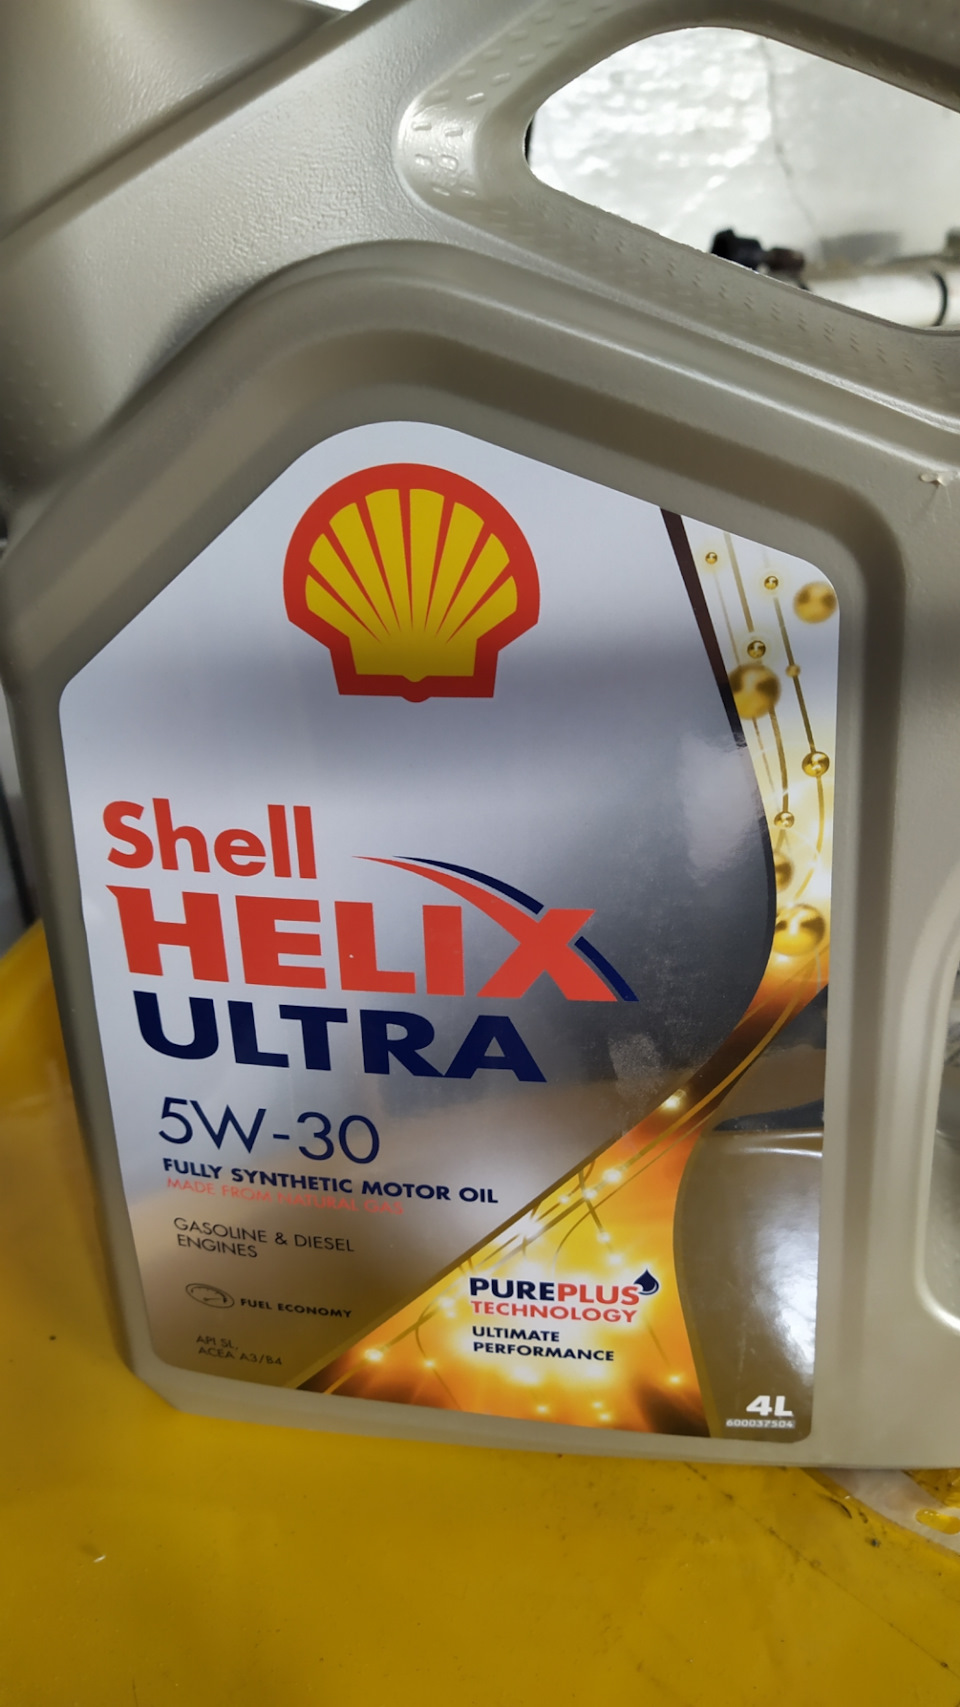 Shell
HELIX
ULTRA
5W-30
FULLY SYNTHETIC MOTOR OIL
MADE FROM NATURAL GAS
GASOLINE & DIESEL
ENGINES
FUEL ECONOMY
API SL,
ACEA A3/B4
PUREPLUS
TECHNOLOGY
ULTIMATE
PERFORMANCE
4L
600037504